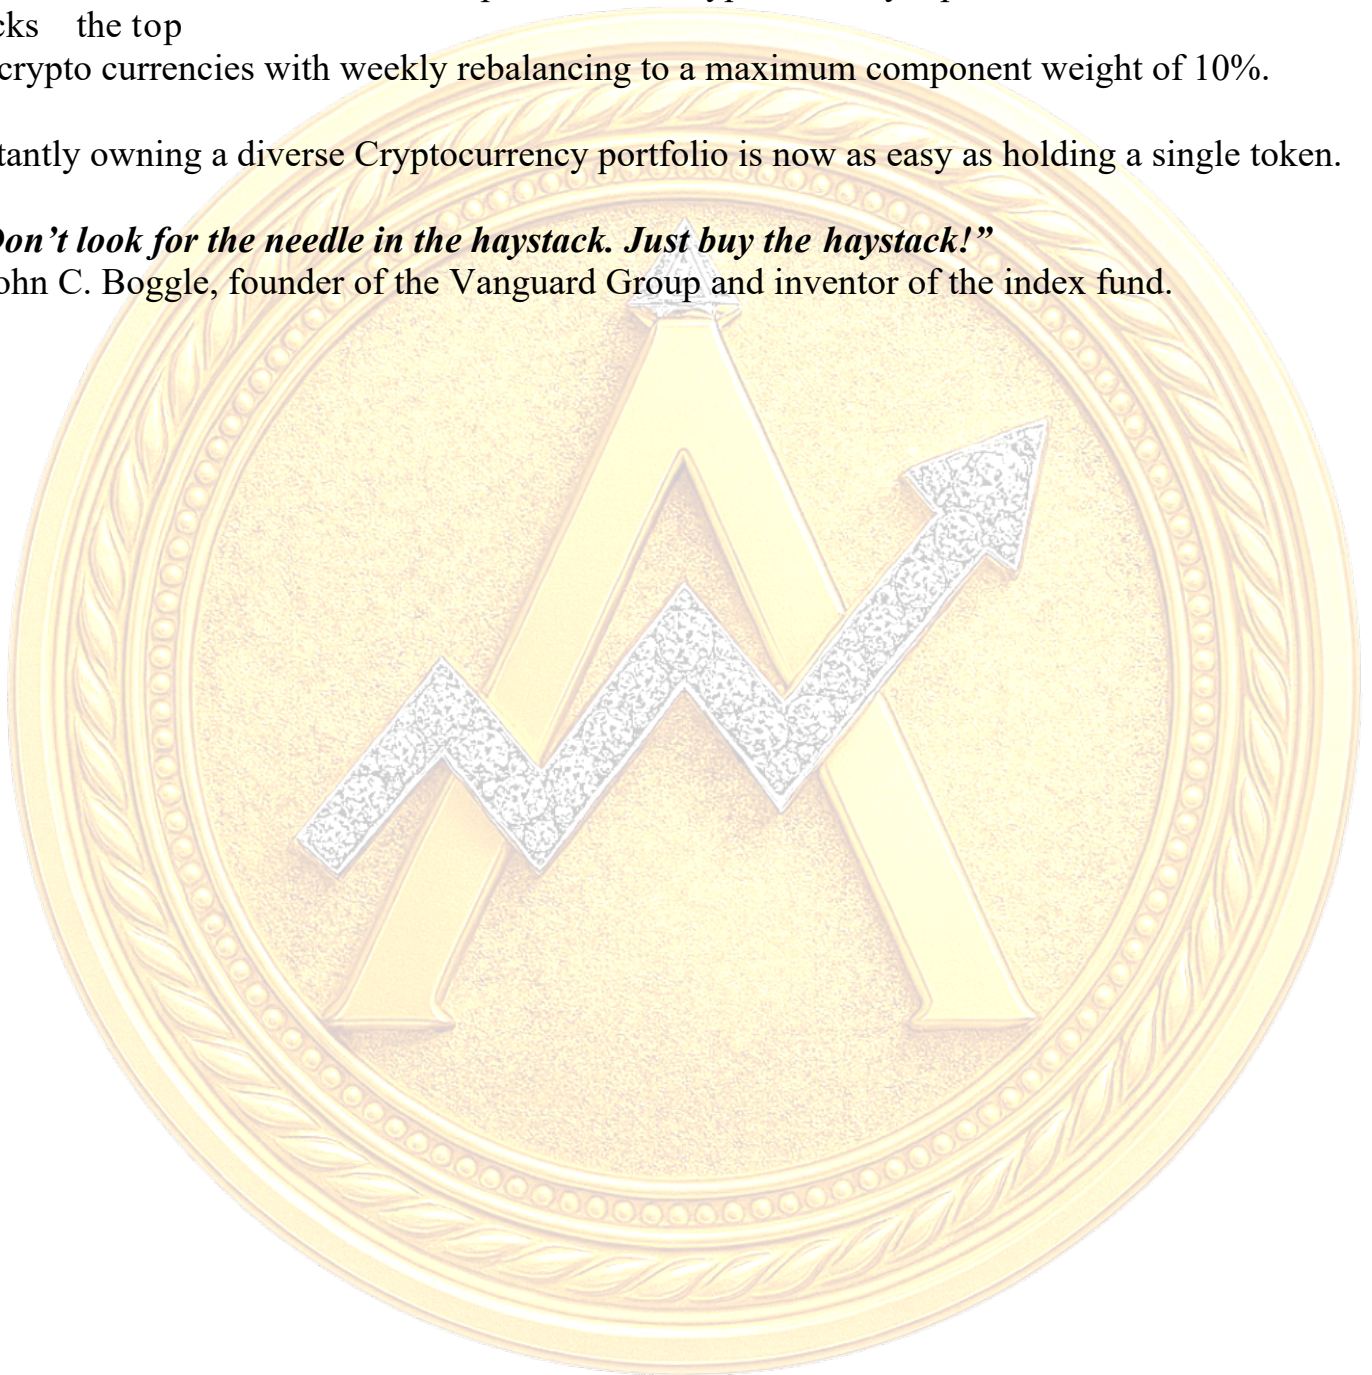 cks the top
crypto currencies with weekly rebalancing to a maximum component weight of 10%.
tantly owning a diverse Cryptocurrency portfolio is now as easy as holding a single token.
Don’t look for the needle in the haystack. Just buy the haystack!”
ohn C. Boggle, founder of the Vanguard Group and inventor of the index fund.